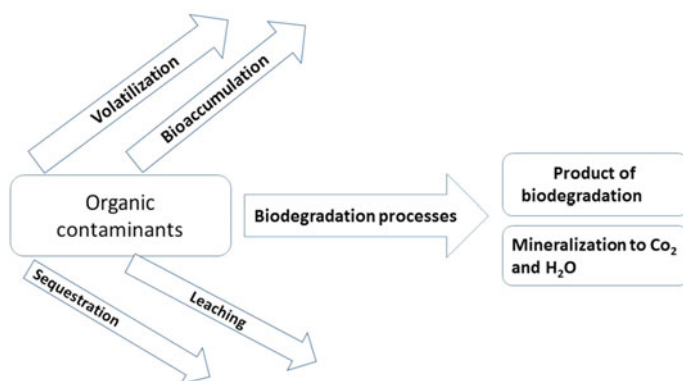 Volatilization
Bioaccumulation
Organic
contaminants
Biodegradation processes
Product of
biodegradation
Mineralization to Co₂
and H₂O
Sequestration
Leaching